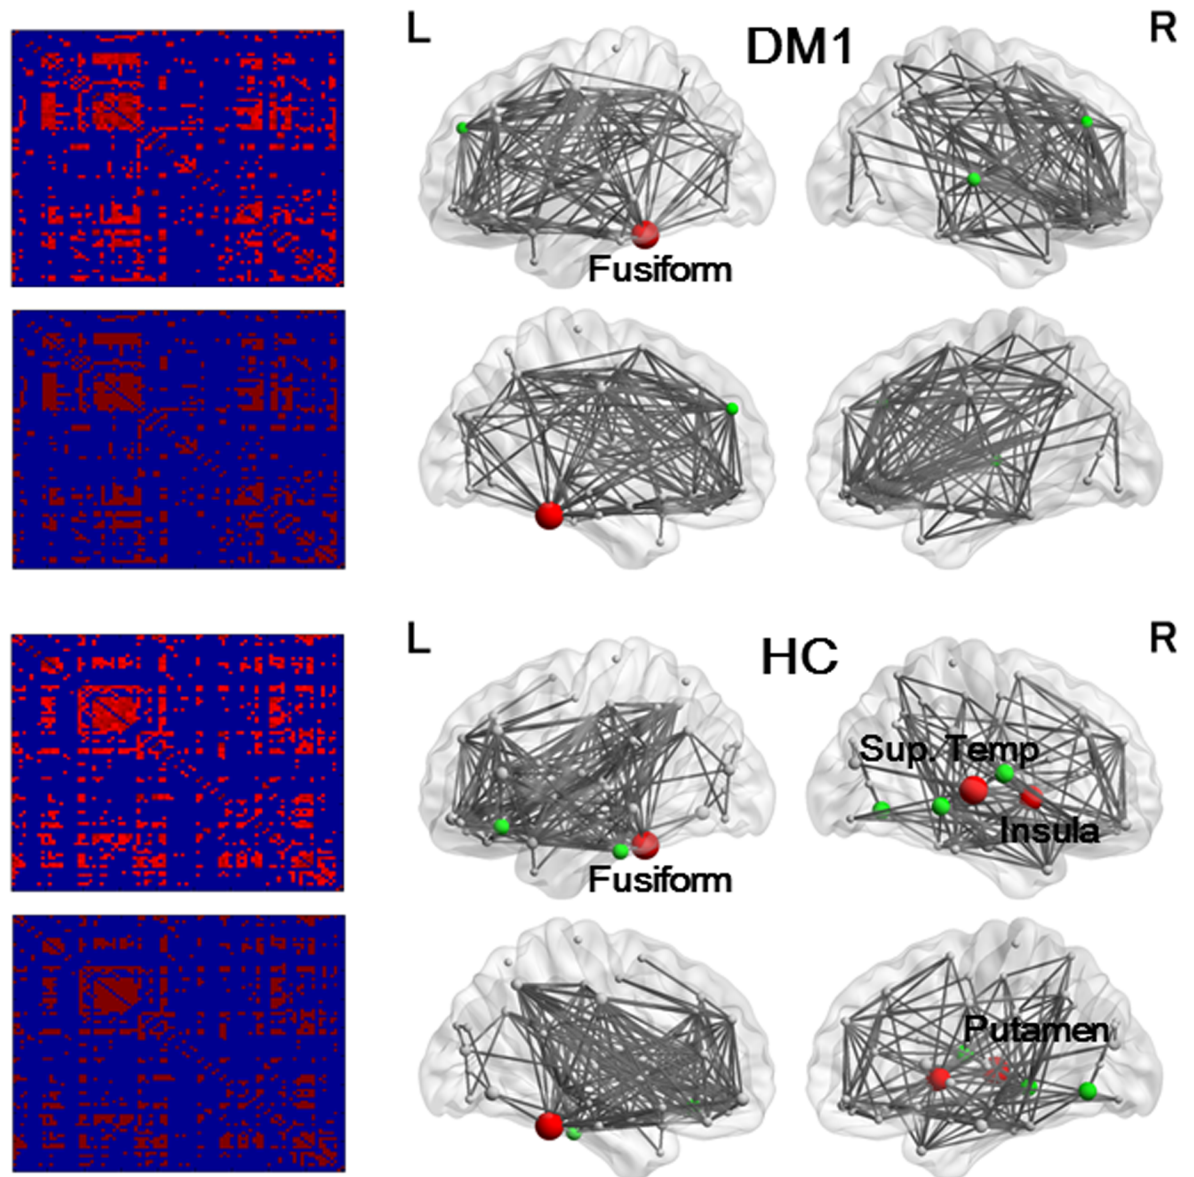 L DM1 R
Fusiform
L HC R
Sup. Temp
Insula
Fusiform
Putamen